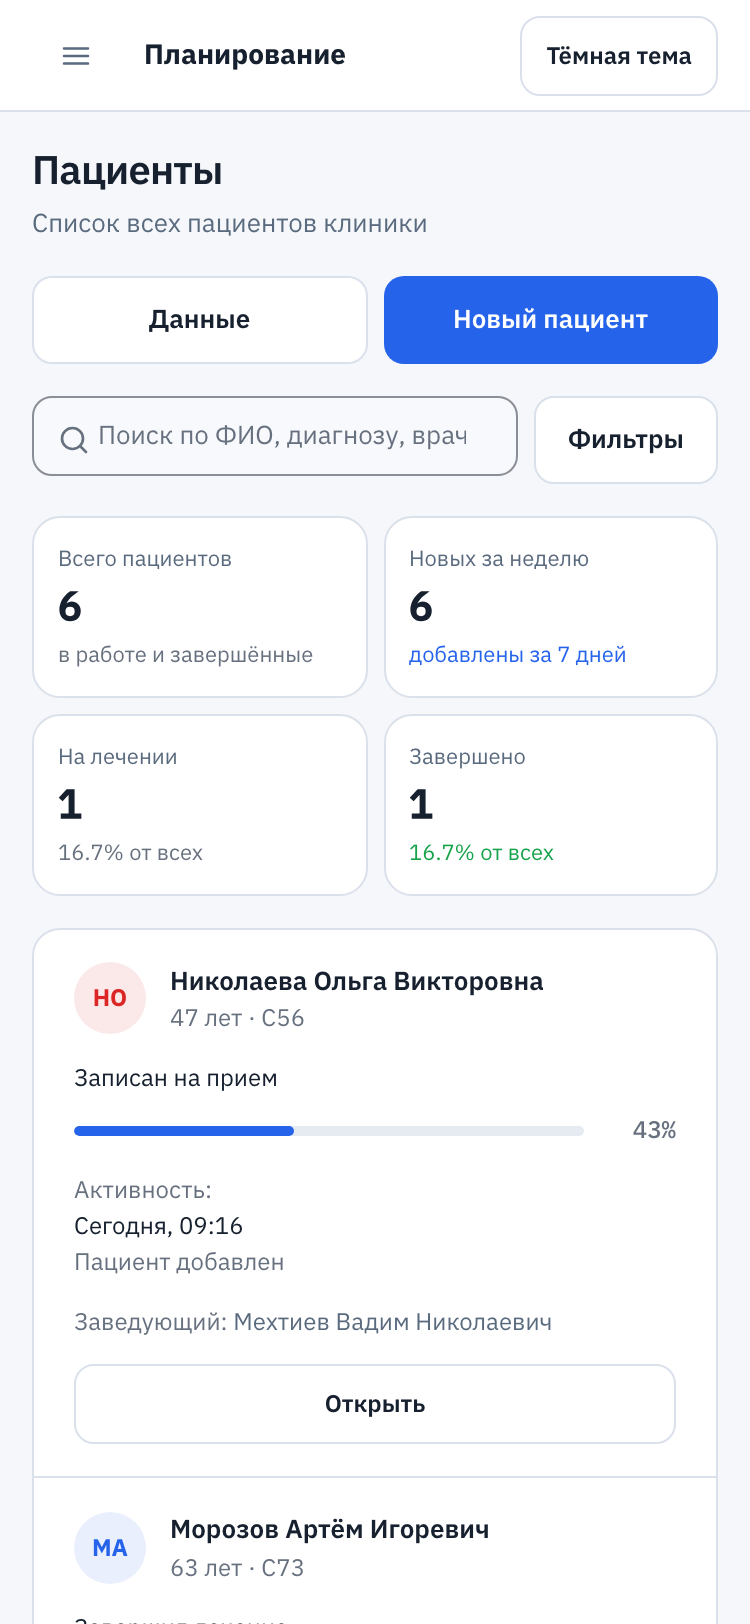 Планирование
Тёмная тема
Пациенты
Список всех пациентов клиники
Данные
Новый пациент
Поиск по ФИО, диагнозу, врач
Фильтры
Всего пациентов
6
в работе и завершённые
Новых за неделю
6
добавлены за 7 дней
На лечении
1
16.7% от всех
Завершено
1
16.7% от всех
НО
Николаева Ольга Викторовна
47 лет · C56
Записан на прием
43%
Активность:
Сегодня, 09:16
Пациент добавлен
Заведующий: Мехтиев Вадим Николаевич
Открыть
МА
Морозов Артём Игоревич
63 лет · C73